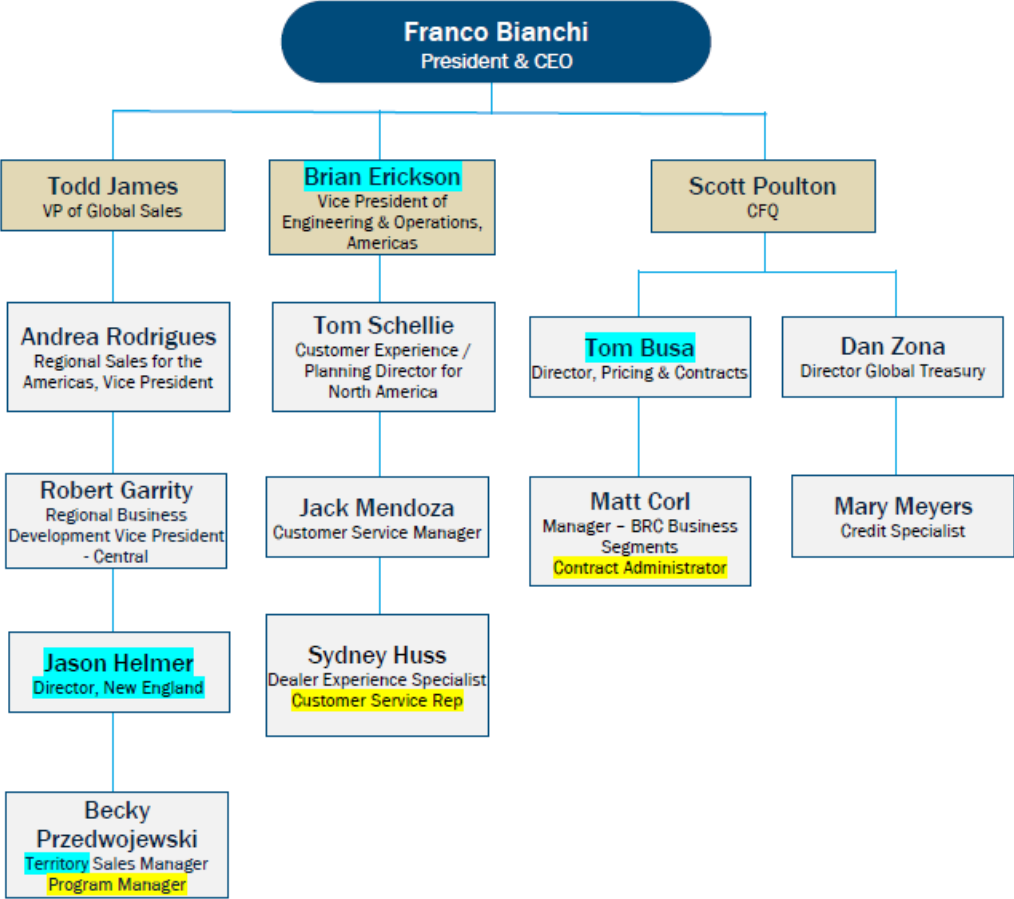 Franco Bianchi
President & CEO
Todd James
VP of Global Sales
Brian Erickson
Vice President of
Engineering & Operations,
Americas
Scott Poulton
CFQ
Andrea Rodrigues
Regional Sales for the
Americas, Vice President
Tom Schellie
Customer Experience /
Planning Director for
North America
Tom Busa
Director, Pricing & Contracts
Dan Zona
Director Global Treasury
Robert Garrity
Regional Business
Development Vice President
- Central
Jack Mendoza
Customer Service Manager
Matt Corl
Manager – BRC Business
Segments
Contract Administrator
Mary Meyers
Credit Specialist
Jason Helmer
Director, New England
Sydney Huss
Dealer Experience Specialist
Customer Service Rep
Becky
Przedwojewski
Territory Sales Manager
Program Manager